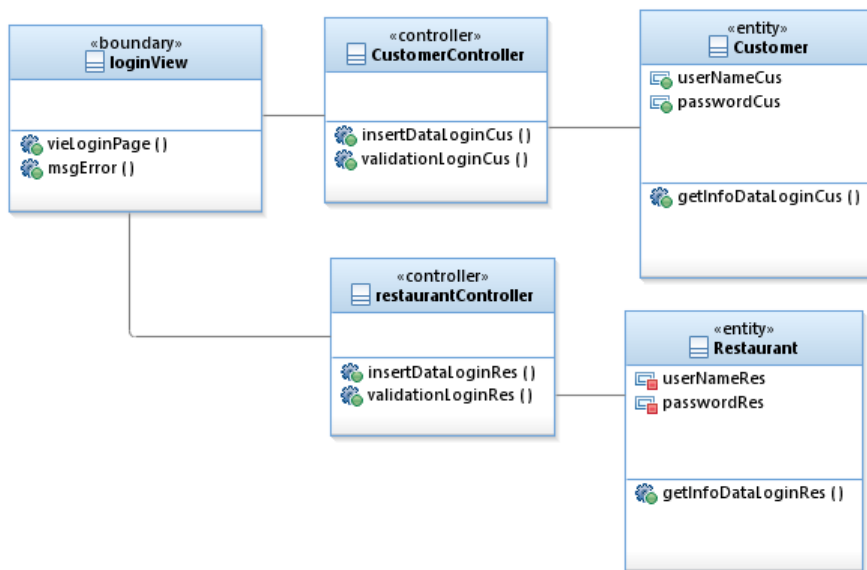 «boundary»
loginView
vieLoginPage ()
msgError ()
«controller»
CustomerController
insertDataLoginCus ()
validationLoginCus ()
«entity»
Customer
userNameCus
passwordCus
getInfoDataLoginCus ()
«controller»
restaurantController
insertDataLoginRes ()
validationLoginRes ()
«entity»
Restaurant
userNameRes
passwordRes
getInfoDataLoginRes ()